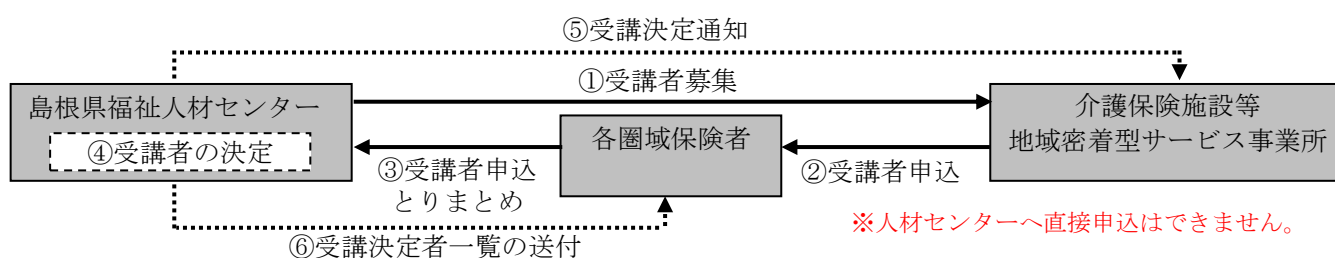 ⑤受講決定通知
①受講者募集
島根県福祉人材センター
④受講者の決定
各圏域保険者
介護保険施設等
地域密着型サービス事業所
③受講者申込
とりまとめ
②受講者申込
※人材センターへ直接申込はできません。
⑥受講決定者一覧の送付